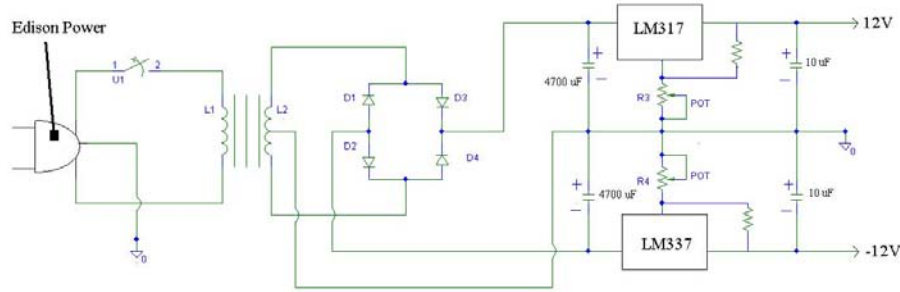 Edison Power
1
2
U1
L1
L2
D1
D3
D2
D4
4700 uF
+
−
LM317
R3
POT
+
−
10 uF
12V
0
+
−
4700 uF
R4
POT
LM337
+
−
10 uF
-12V
0